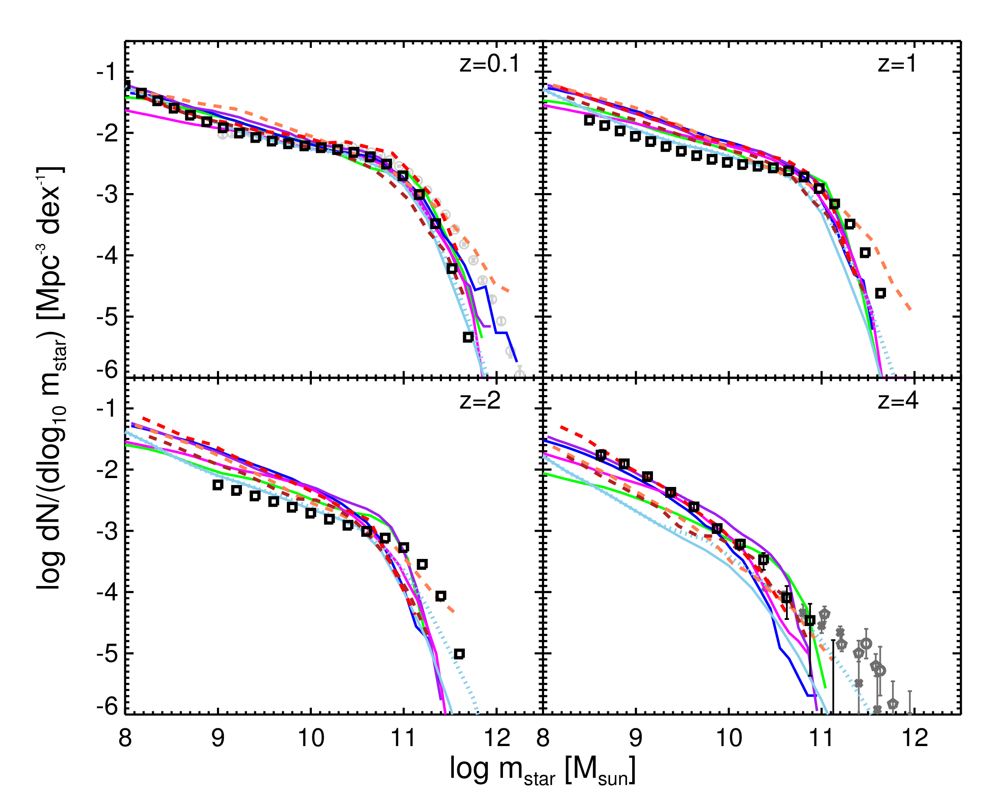 z=0.1
z=1
-1
-2
-3
-4
-5
-6
z=2
z=4
-1
-2
-3
-4
-5
-6
log dN/(dlog10 mstar) [Mpc-3 dex-1]
8 9 10 11 12 8 9 10 11 12
log mstar [Msun]